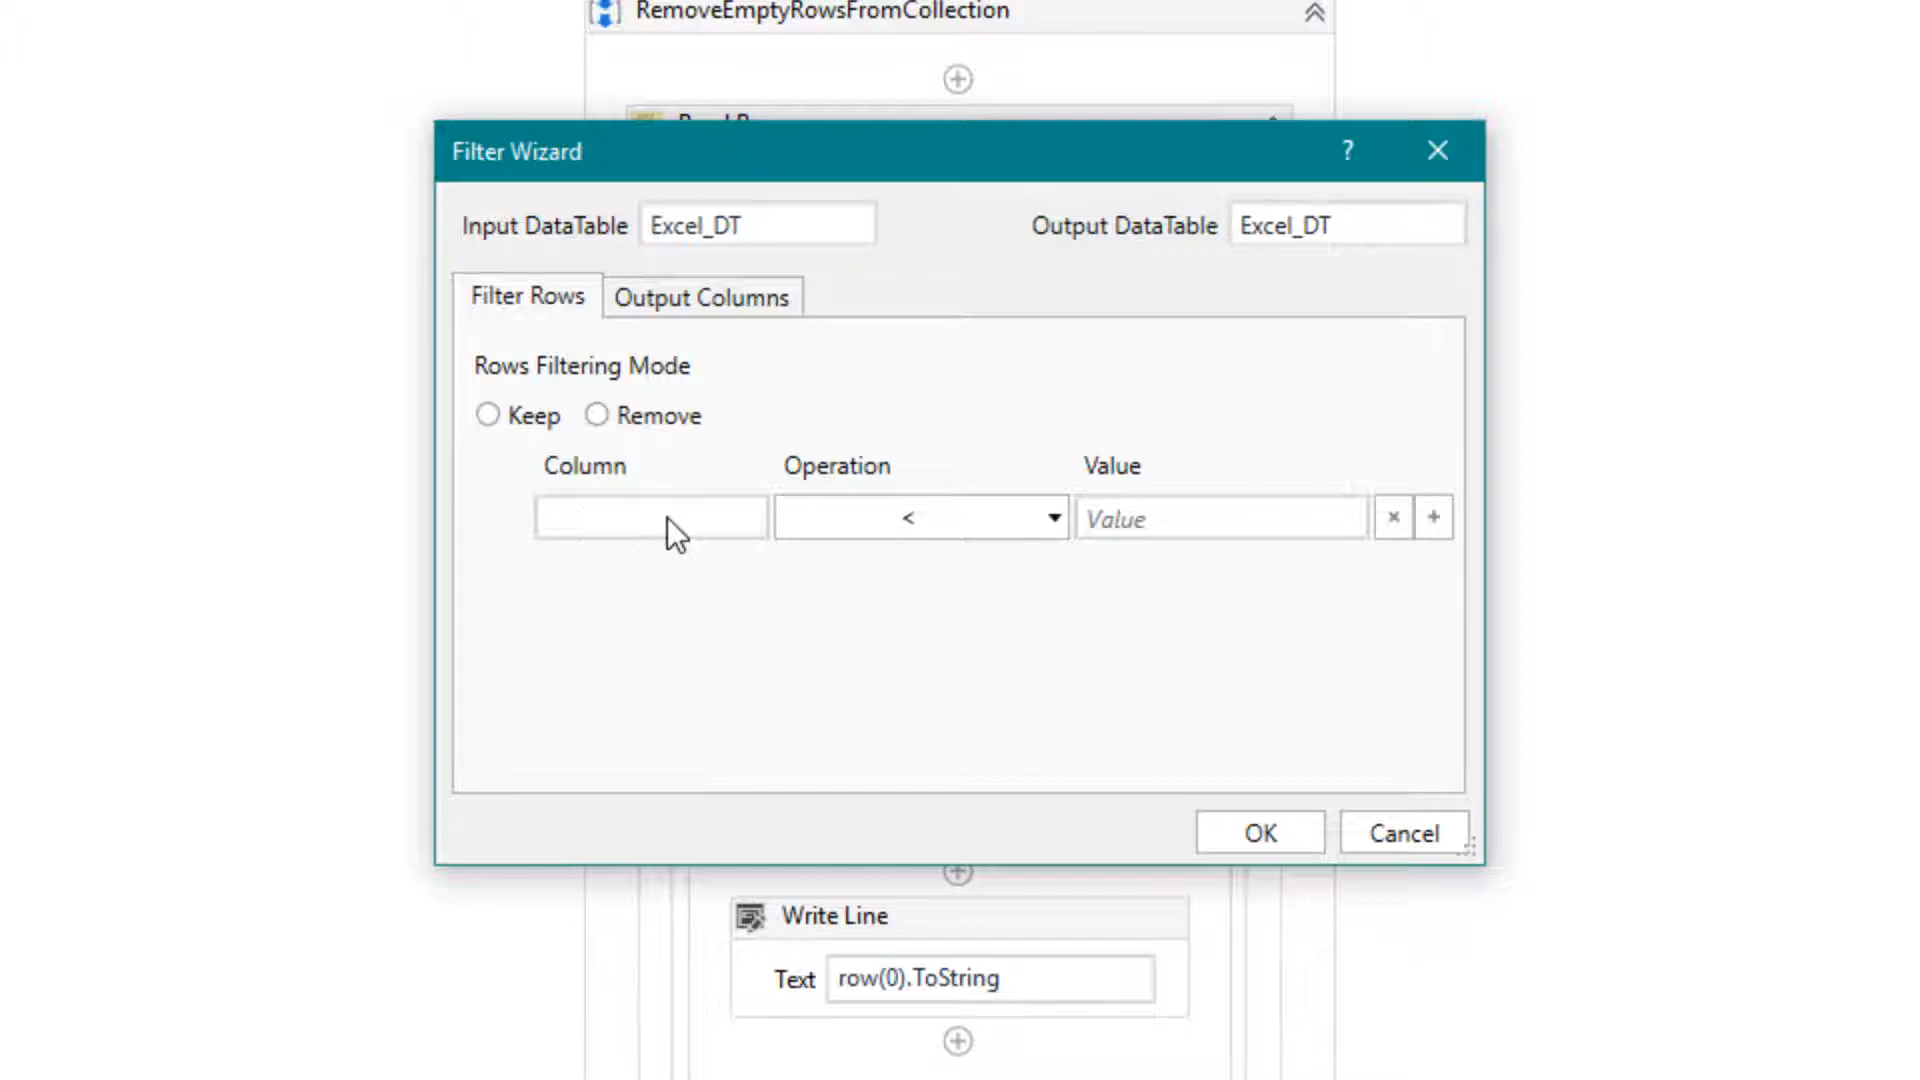 RemoveEmptyRowsFromCollection
Filter Wizard ?
Input DataTable Excel_DT Output DataTable Excel_DT
Filter Rows Output Columns
Rows Filtering Mode
Keep Remove
Column Operation Value
< Value × +
OK Cancel
Write Line
Text row(0).ToString